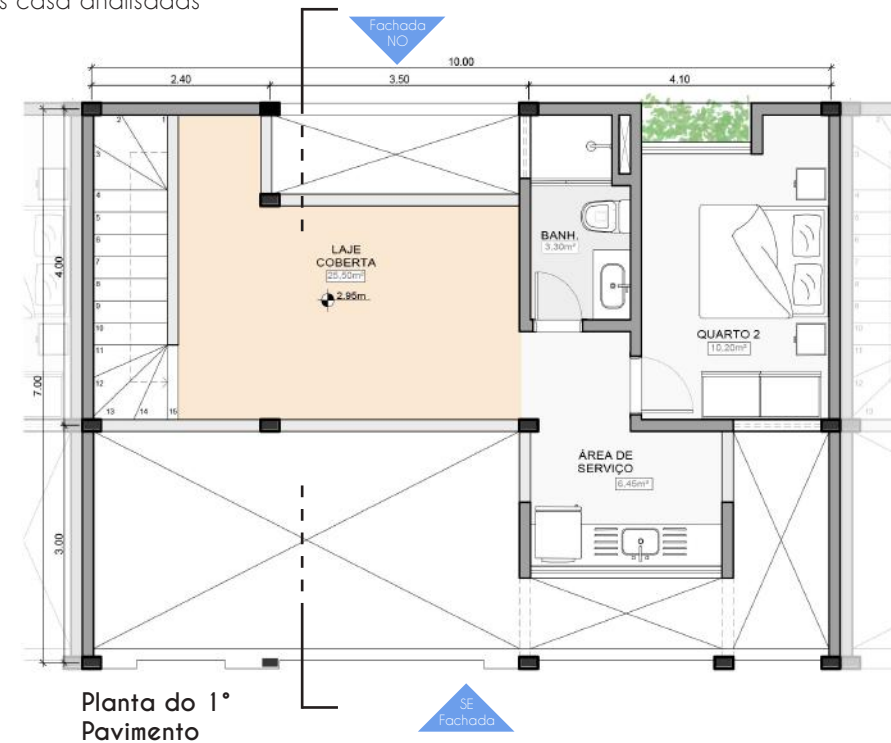 s casa analisadas
Fachada
NO
10.00
2.40
3.50
4.10
2
1
3
4
5
6
7
8
9
10
11
12
13
14
15
4.00
7.00
3.00
LAJE
COBERTA
25,50m²
2.95m
BANH.
3,30m²
QUARTO 2
10,20m²
ÁREA DE
SERVIÇO
6,45m²
Planta do 1°
Pavimento
SE
Fachada